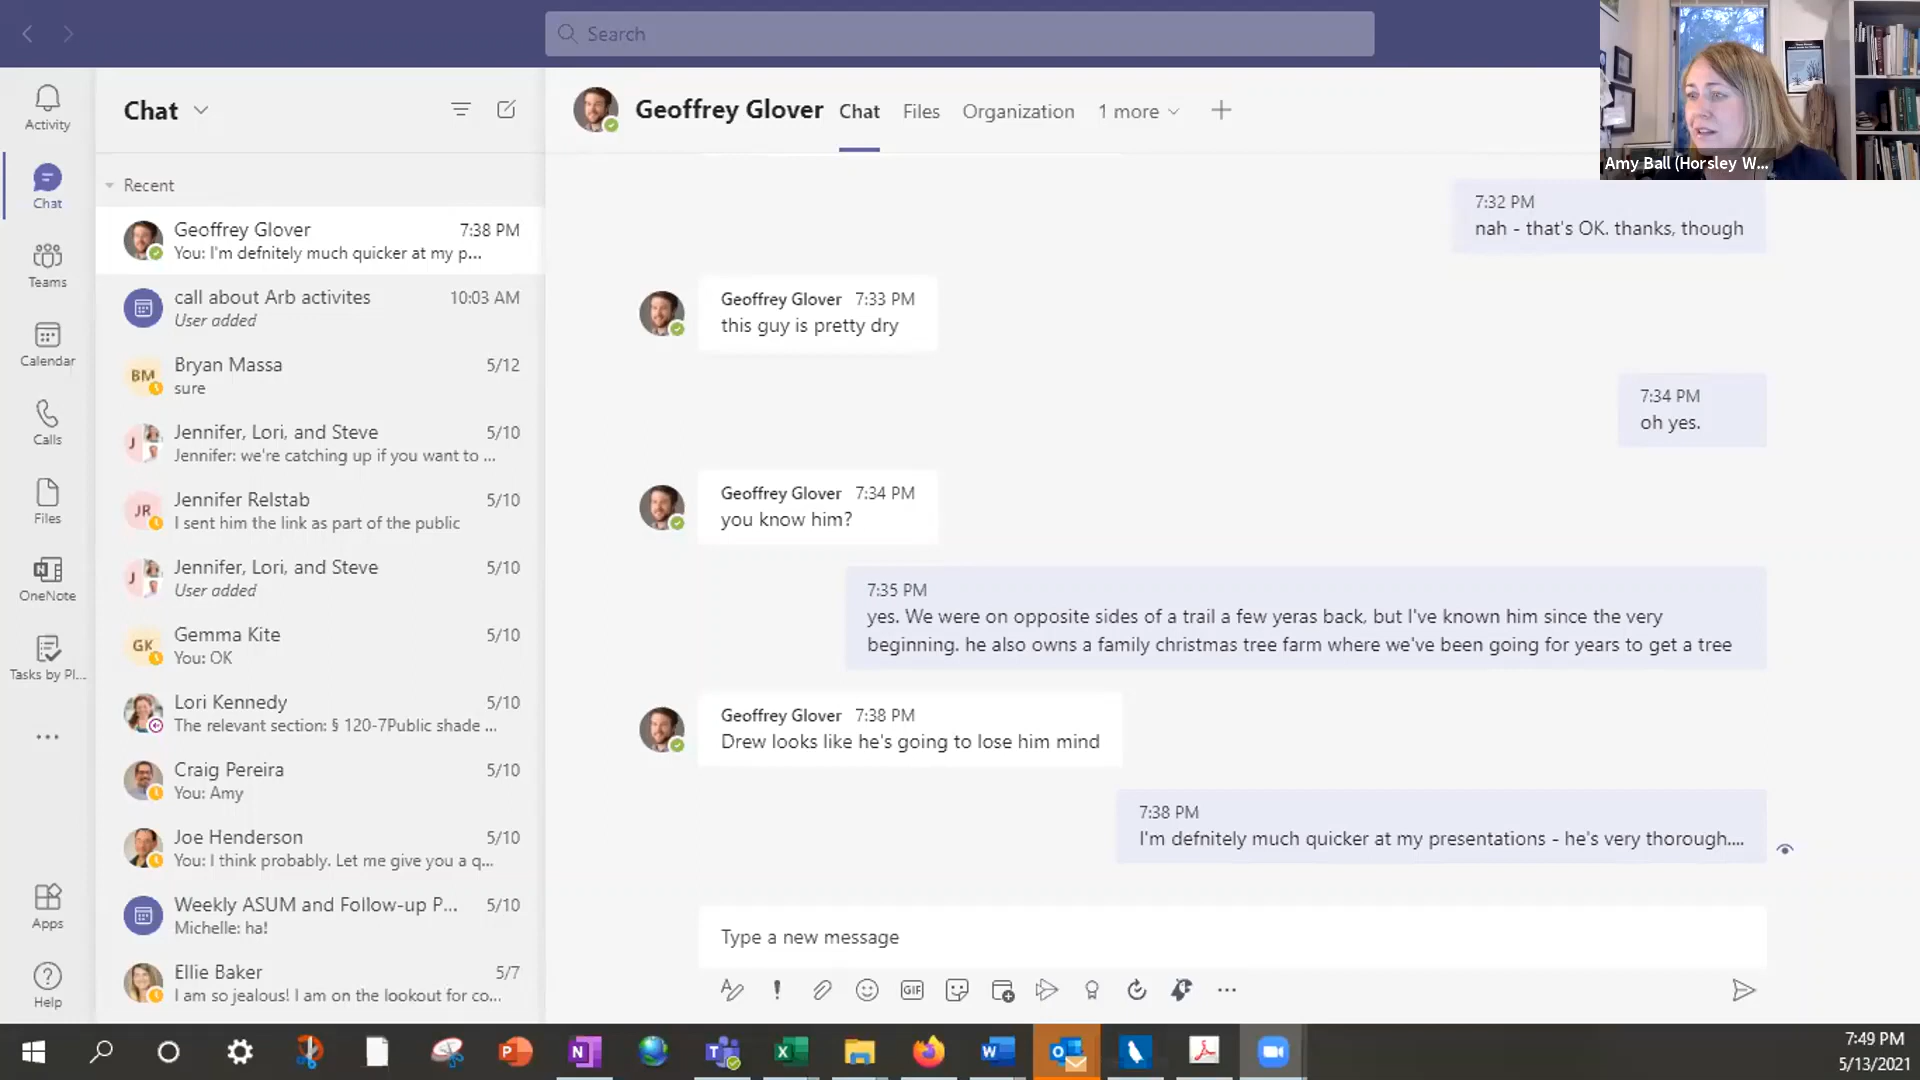 Search
Amy Ball (Horsley W...
Activity
Chat
Teams
Calendar
Calls
Files
OneNote
Tasks by Pl...
Apps
Help
Chat
Recent
Geoffrey Glover 7:38 PM
You: I'm defnitely much quicker at my p...
call about Arb activites 10:03 AM
User added
BM
Bryan Massa 5/12
sure
J
Jennifer, Lori, and Steve 5/10
Jennifer: we're catching up if you want to ...
JR
Jennifer Relstab 5/10
I sent him the link as part of the public
J
Jennifer, Lori, and Steve 5/10
User added
GK
Gemma Kite 5/10
You: OK
Lori Kennedy 5/10
The relevant section: § 120-7Public shade ...
Craig Pereira 5/10
You: Amy
Joe Henderson 5/10
You: I think probably. Let me give you a q...
Weekly ASUM and Follow-up P... 5/10
Michelle: ha!
Ellie Baker 5/7
I am so jealous! I am on the lookout for co...
Geoffrey Glover Chat Files Organization 1 more
7:32 PM
nah - that's OK. thanks, though
Geoffrey Glover 7:33 PM
this guy is pretty dry
7:34 PM
oh yes.
Geoffrey Glover 7:34 PM
you know him?
7:35 PM
yes. We were on opposite sides of a trail a few yeras back, but I've known him since the very
beginning. he also owns a family christmas tree farm where we've been going for years to get a tree
Geoffrey Glover 7:38 PM
Drew looks like he's going to lose him mind
7:38 PM
I'm defnitely much quicker at my presentations - he's very thorough....
Type a new message
GIF
7:49 PM
5/13/2021